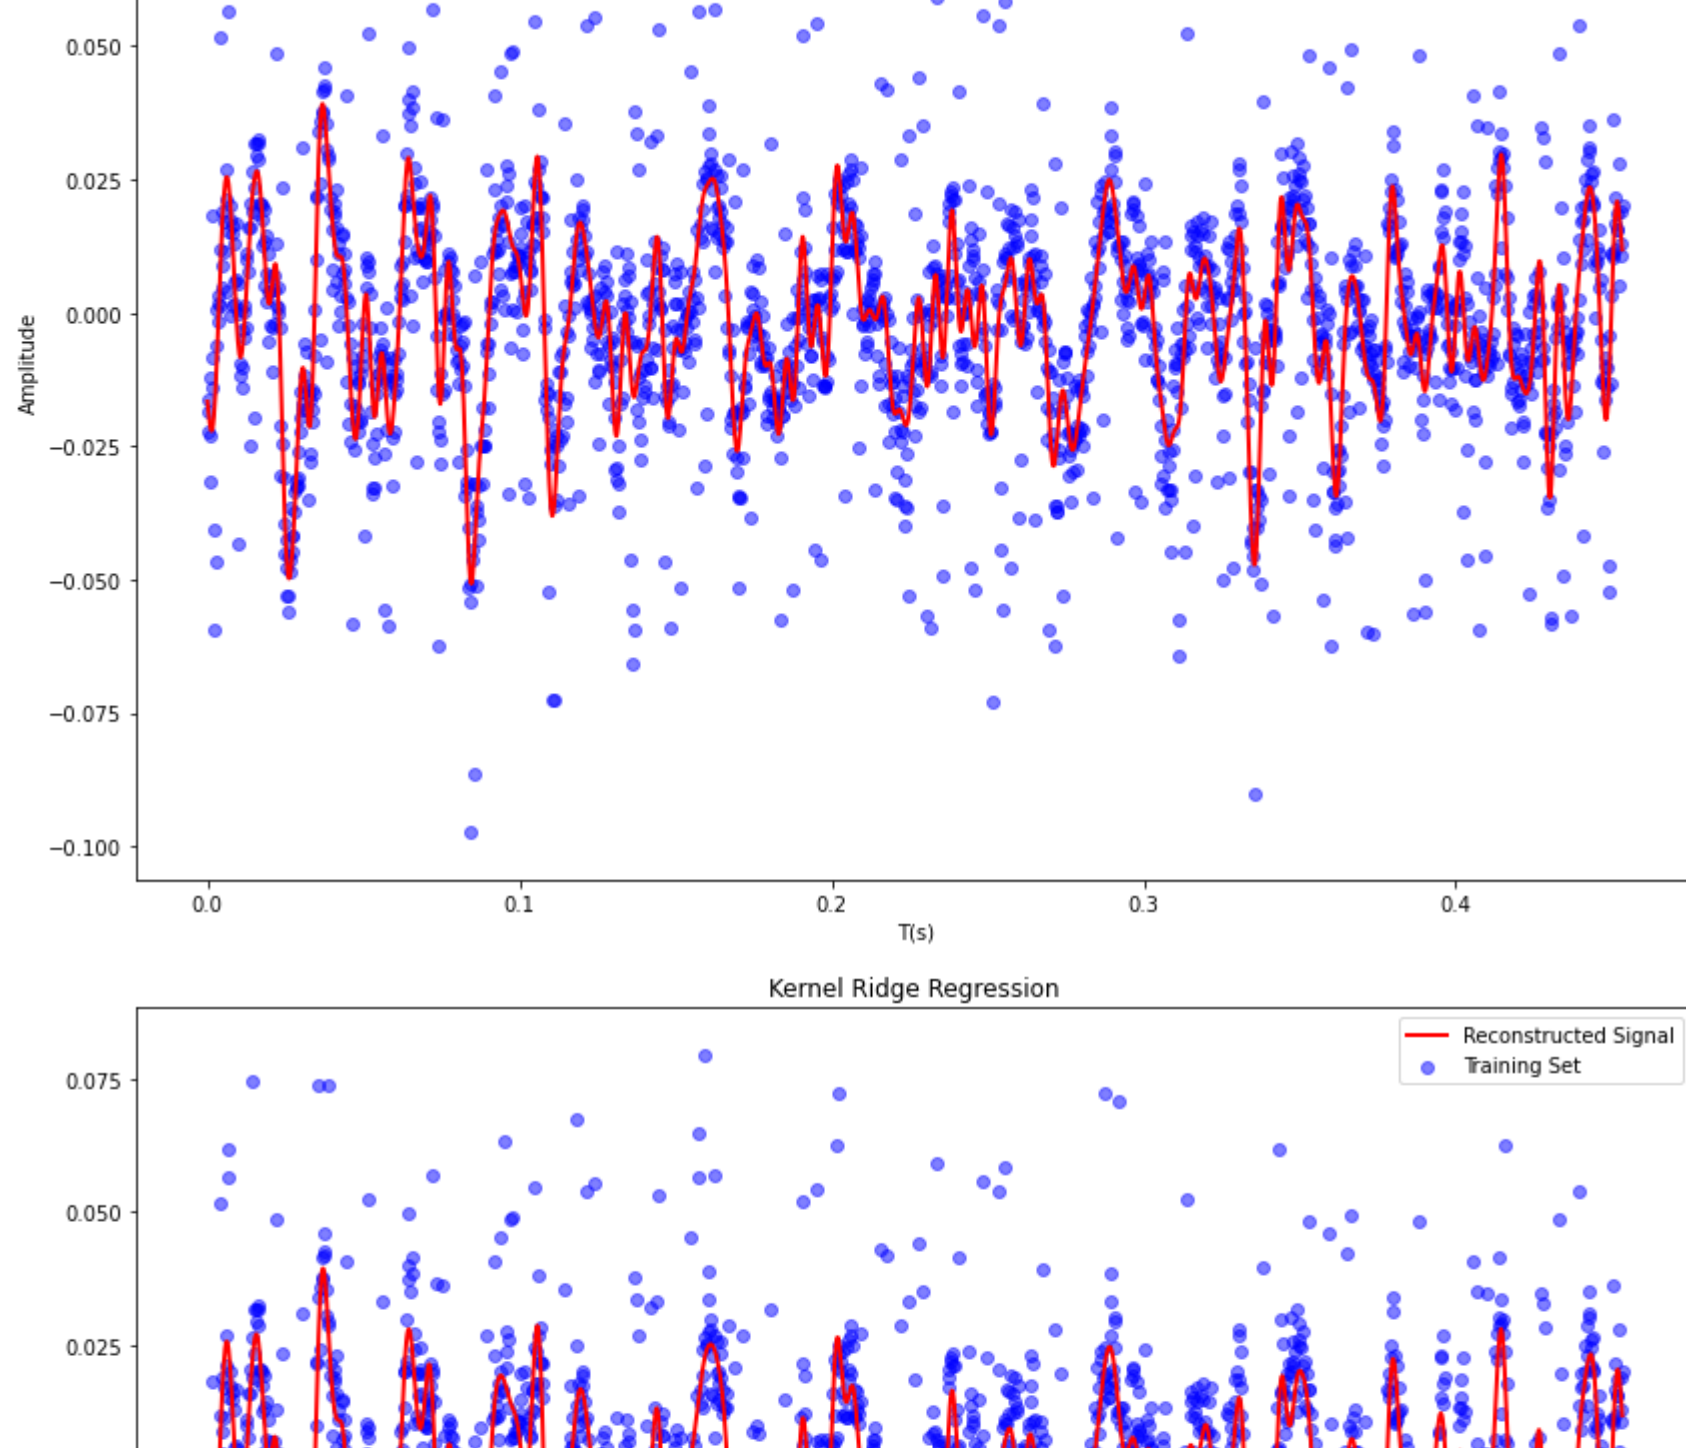 0.050
0.025
0.000
−0.025
−0.050
−0.075
−0.100
Amplitude
0.0 0.1 0.2 0.3 0.4
T(s)
Kernel Ridge Regression
Reconstructed Signal
Training Set
0.075
0.050
0.025